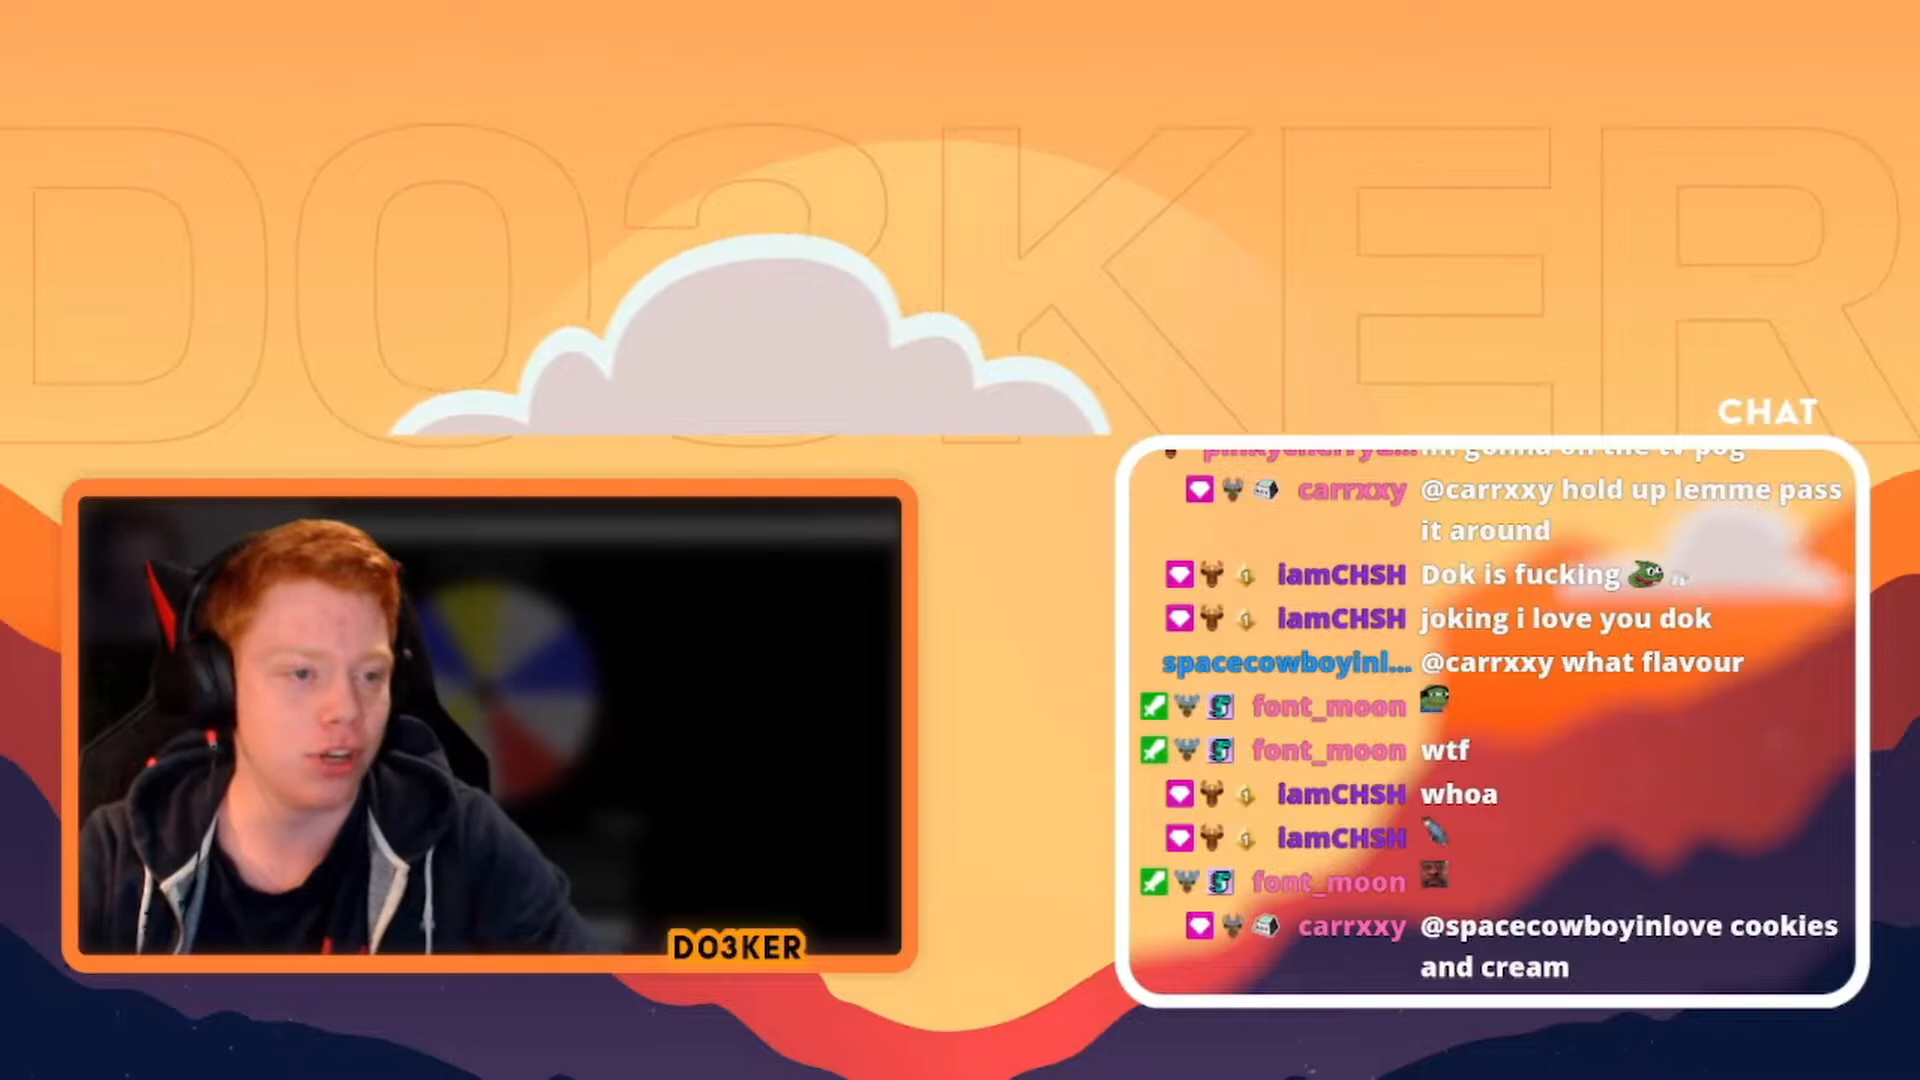 DO3KER
CHAT
carrxxy @carrxxy hold up lemme pass
it around
iamCHSH Dok is fucking
iamCHSH joking i love you dok
spacecowboyinl... @carrxxy what flavour
font_moon
font_moon wtf
iamCHSH whoa
iamCHSH
font_moon
carrxxy @spacecowboyinlove cookies
and cream
DO3KER